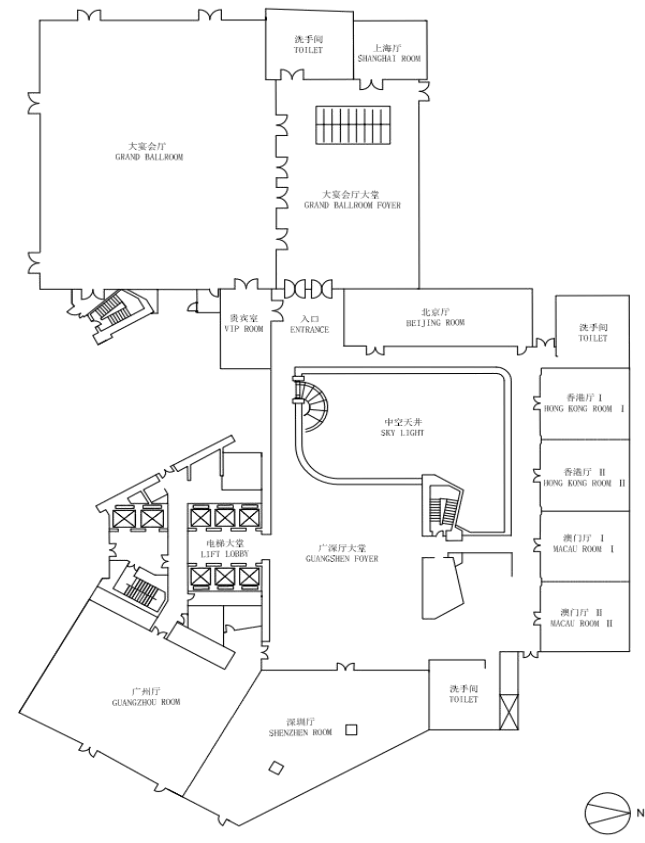 洗手间
TOILET
上海厅
SHANGHAI ROOM
大宴会厅
GRAND BALLROOM
大宴会厅大堂
GRAND BALLROOM FOYER
贵宾室
VIP ROOM
入口
ENTRANCE
北京厅
BEIJING ROOM
洗手间
TOILET
香港厅 I
HONG KONG ROOM I
中空天井
SKY LIGHT
香港厅 II
HONG KONG ROOM II
电梯大堂
LIFT LOBBY
广深厅大堂
GUANGSHEN FOYER
澳门厅 I
MACAU ROOM I
澳门厅 II
MACAU ROOM II
广州厅
GUANGZHOU ROOM
深圳厅
SHENZHEN ROOM
洗手间
TOILET
N